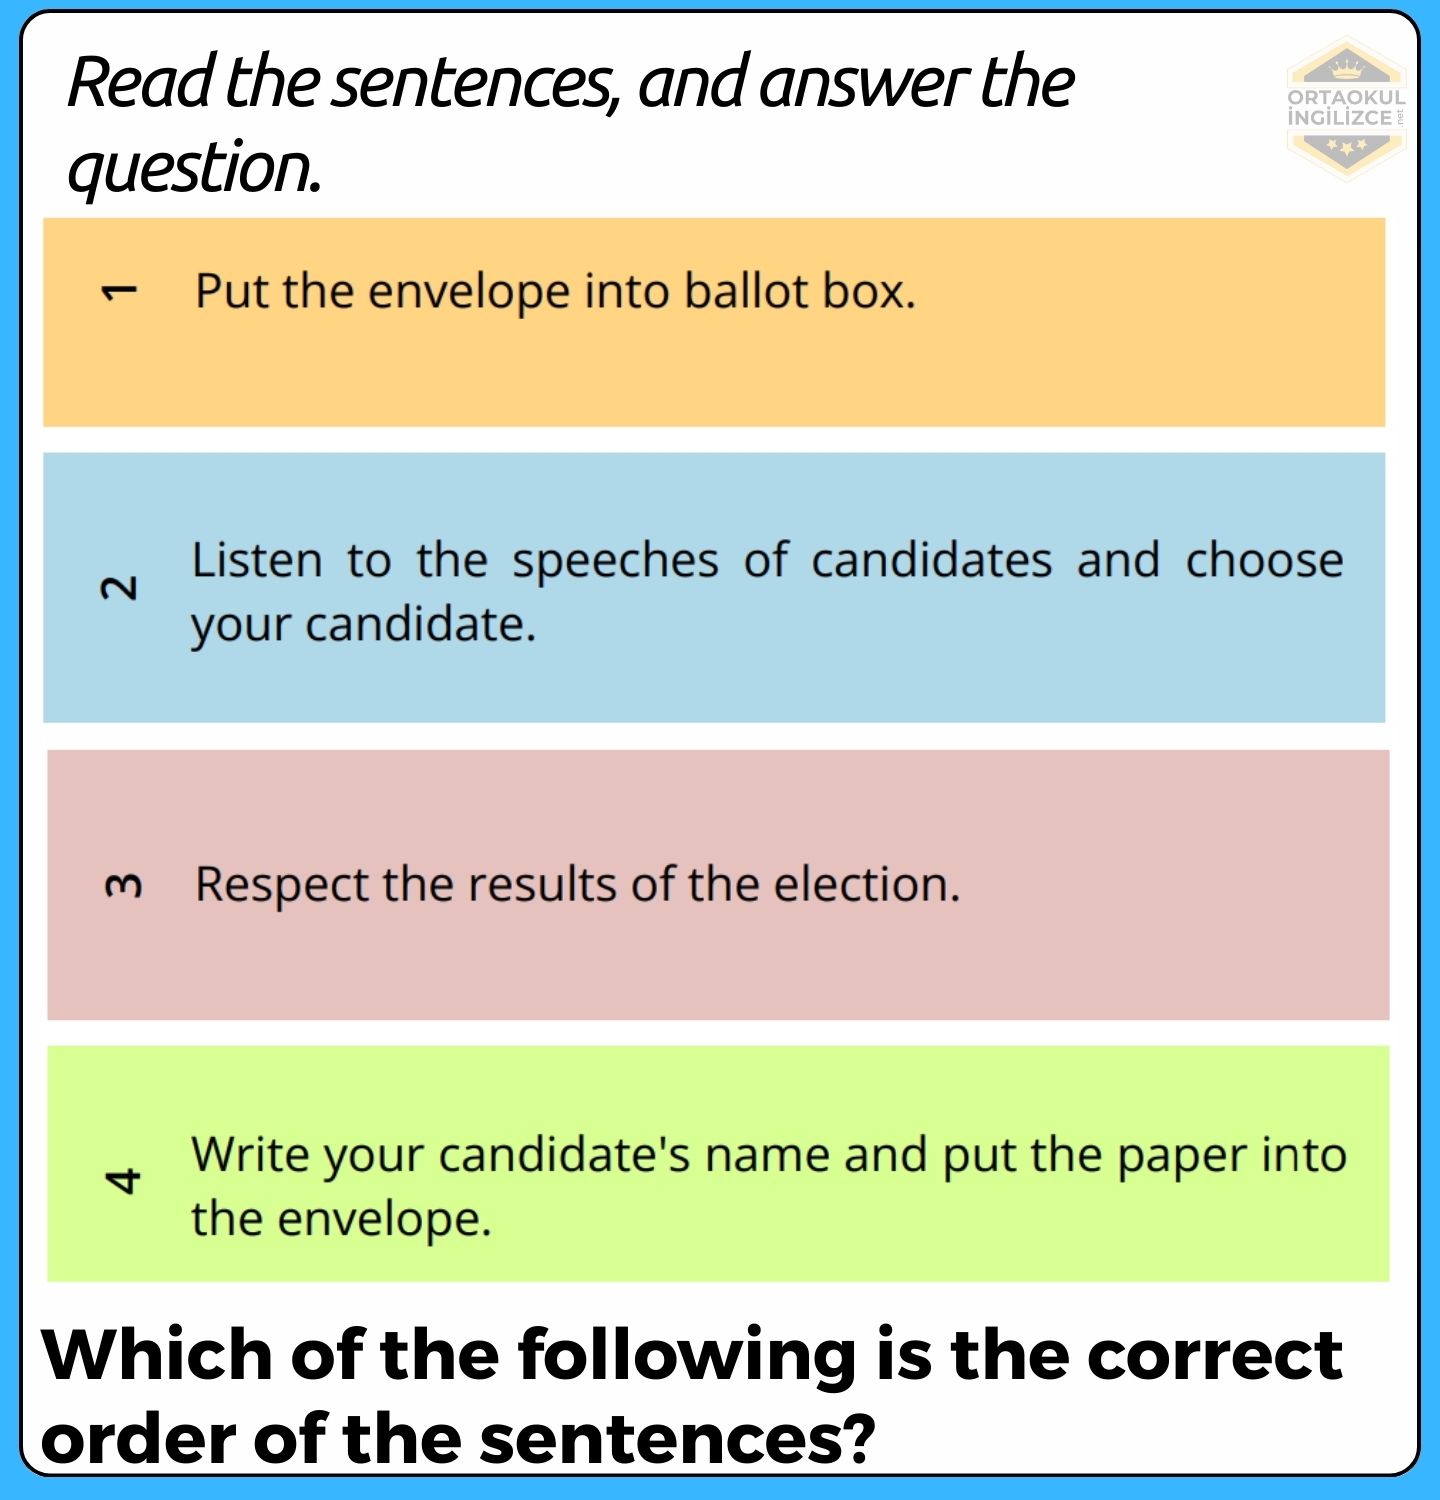 Read the sentences, and answer the
question.
ORTAOKUL
İNGİLİZCE .net
1 Put the envelope into ballot box.
2 Listen to the speeches of candidates and choose
your candidate.
3 Respect the results of the election.
4 Write your candidate's name and put the paper into
the envelope.
Which of the following is the correct
order of the sentences?